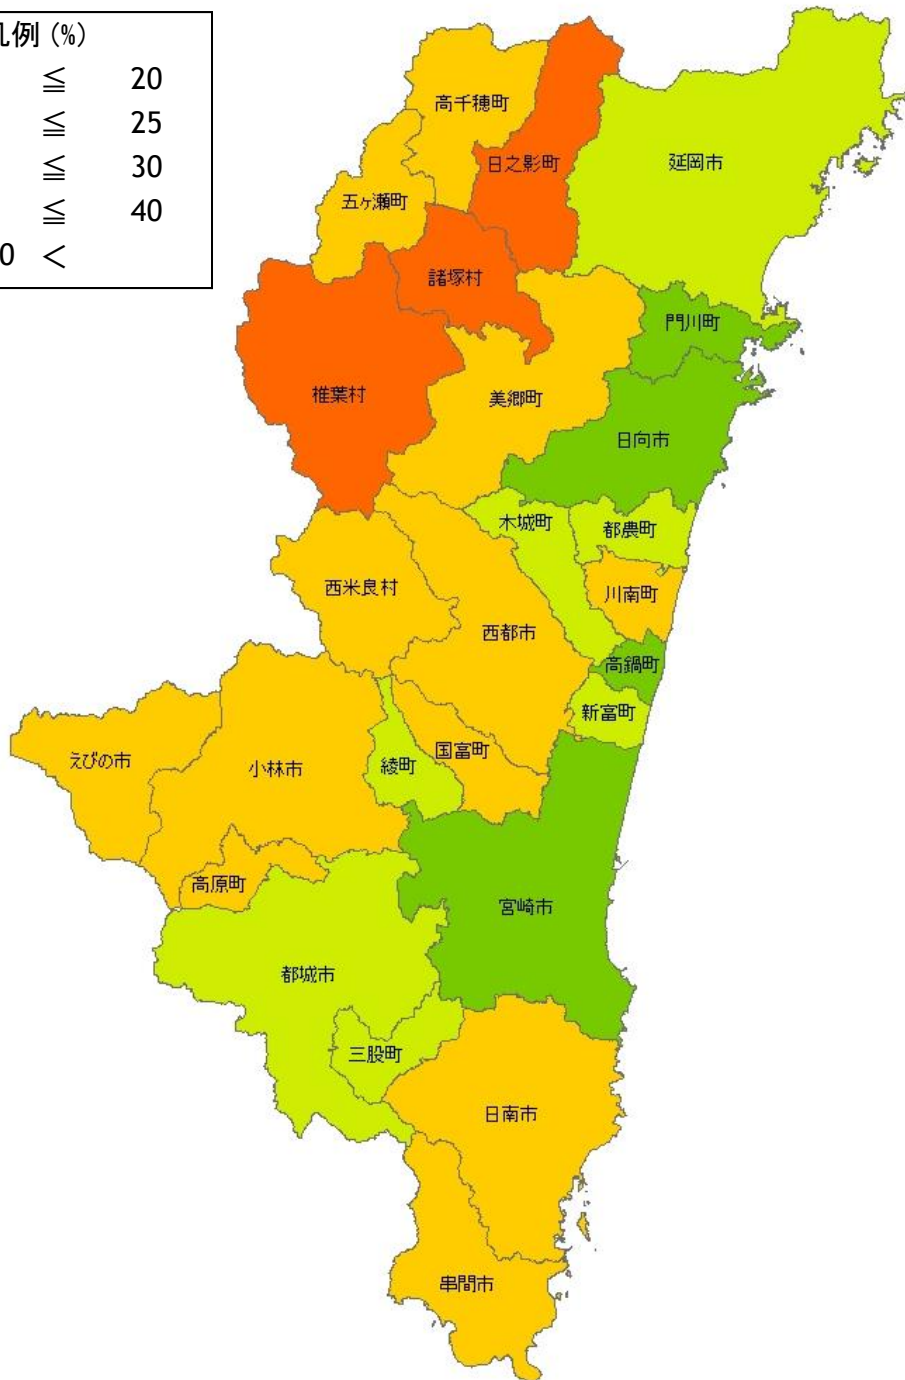 凡例 (%)
≦ 20
≦ 25
≦ 30
≦ 40
0 <
高千穂町
日之影町
延岡市
五ヶ瀬町
諸塚村
門川町
椎葉村
美郷町
日向市
木城町
都農町
西米良村
川南町
西都市
高鍋町
新富町
えびの市
小林市
綾町
国富町
高原町
宮崎市
都城市
三股町
日南市
串間市